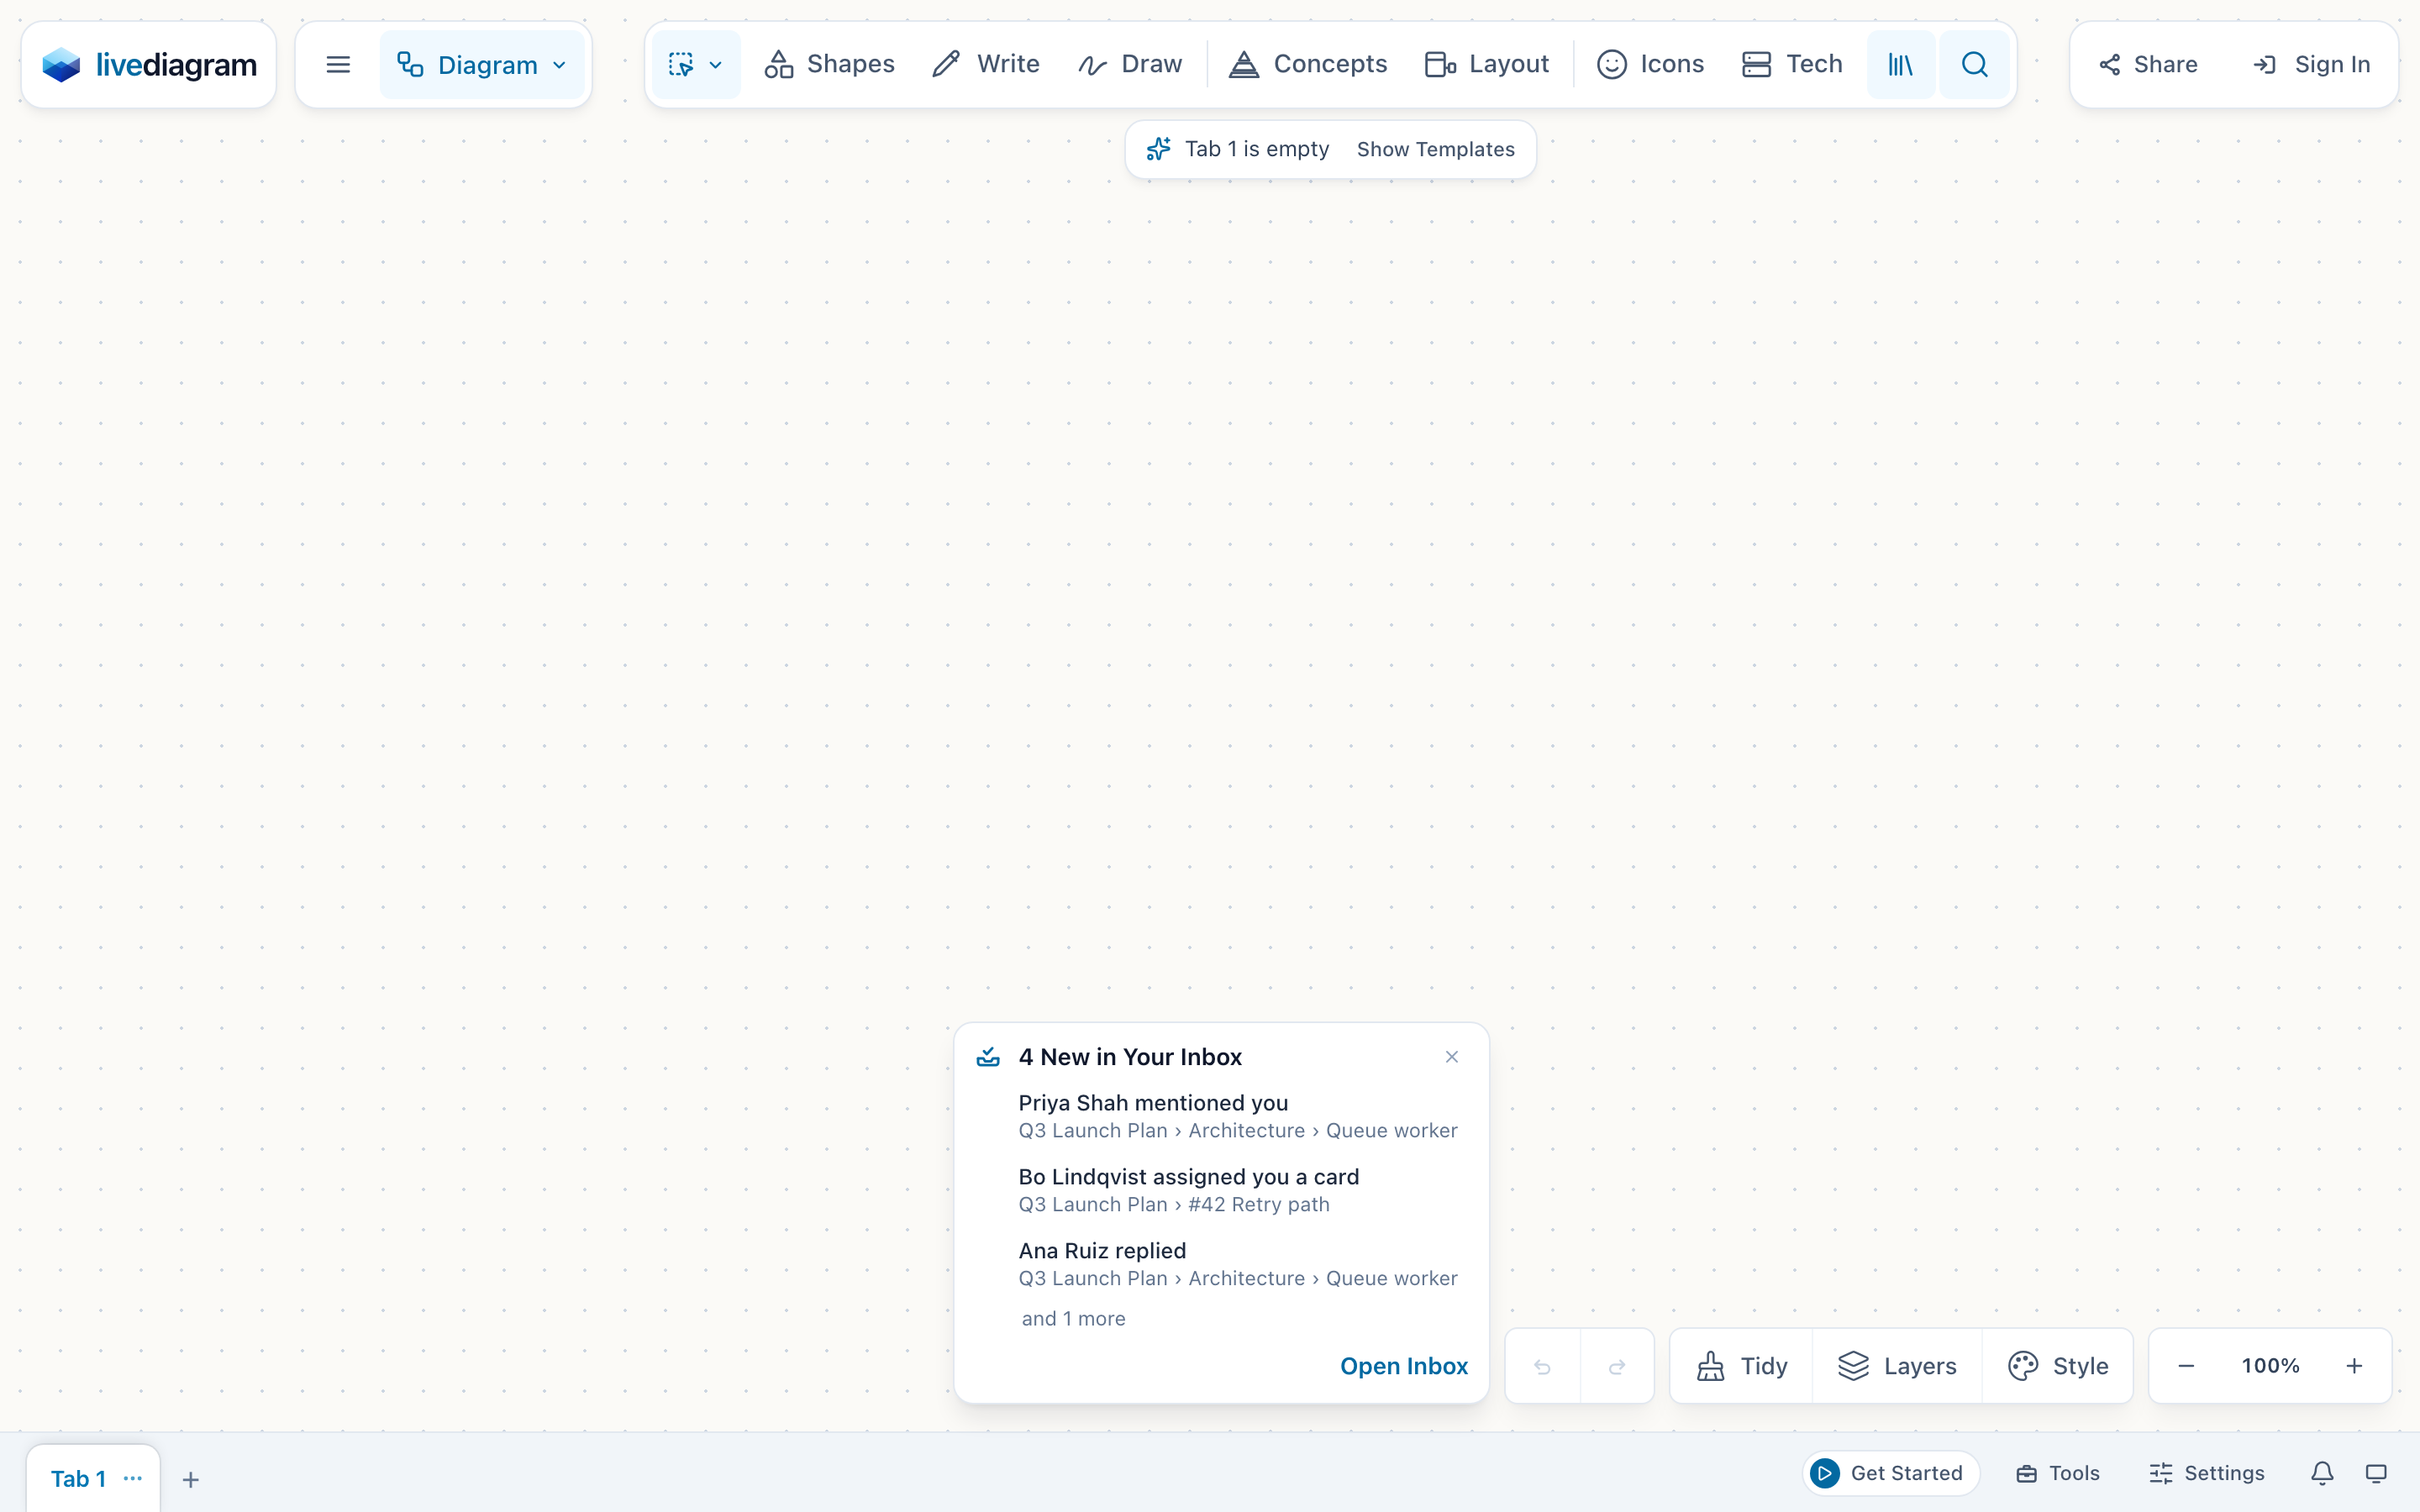 livediagram
Diagram
Shapes
Write
Draw
Concepts
Layout
Icons
Tech
Share
Sign In
Tab 1 is empty
Show Templates
4 New in Your Inbox
Priya Shah mentioned you
Q3 Launch Plan › Architecture › Queue worker
Bo Lindqvist assigned you a card
Q3 Launch Plan › #42 Retry path
Ana Ruiz replied
Q3 Launch Plan › Architecture › Queue worker
and 1 more
Open Inbox
Tidy
Layers
Style
100%
Tab 1
Get Started
Tools
Settings